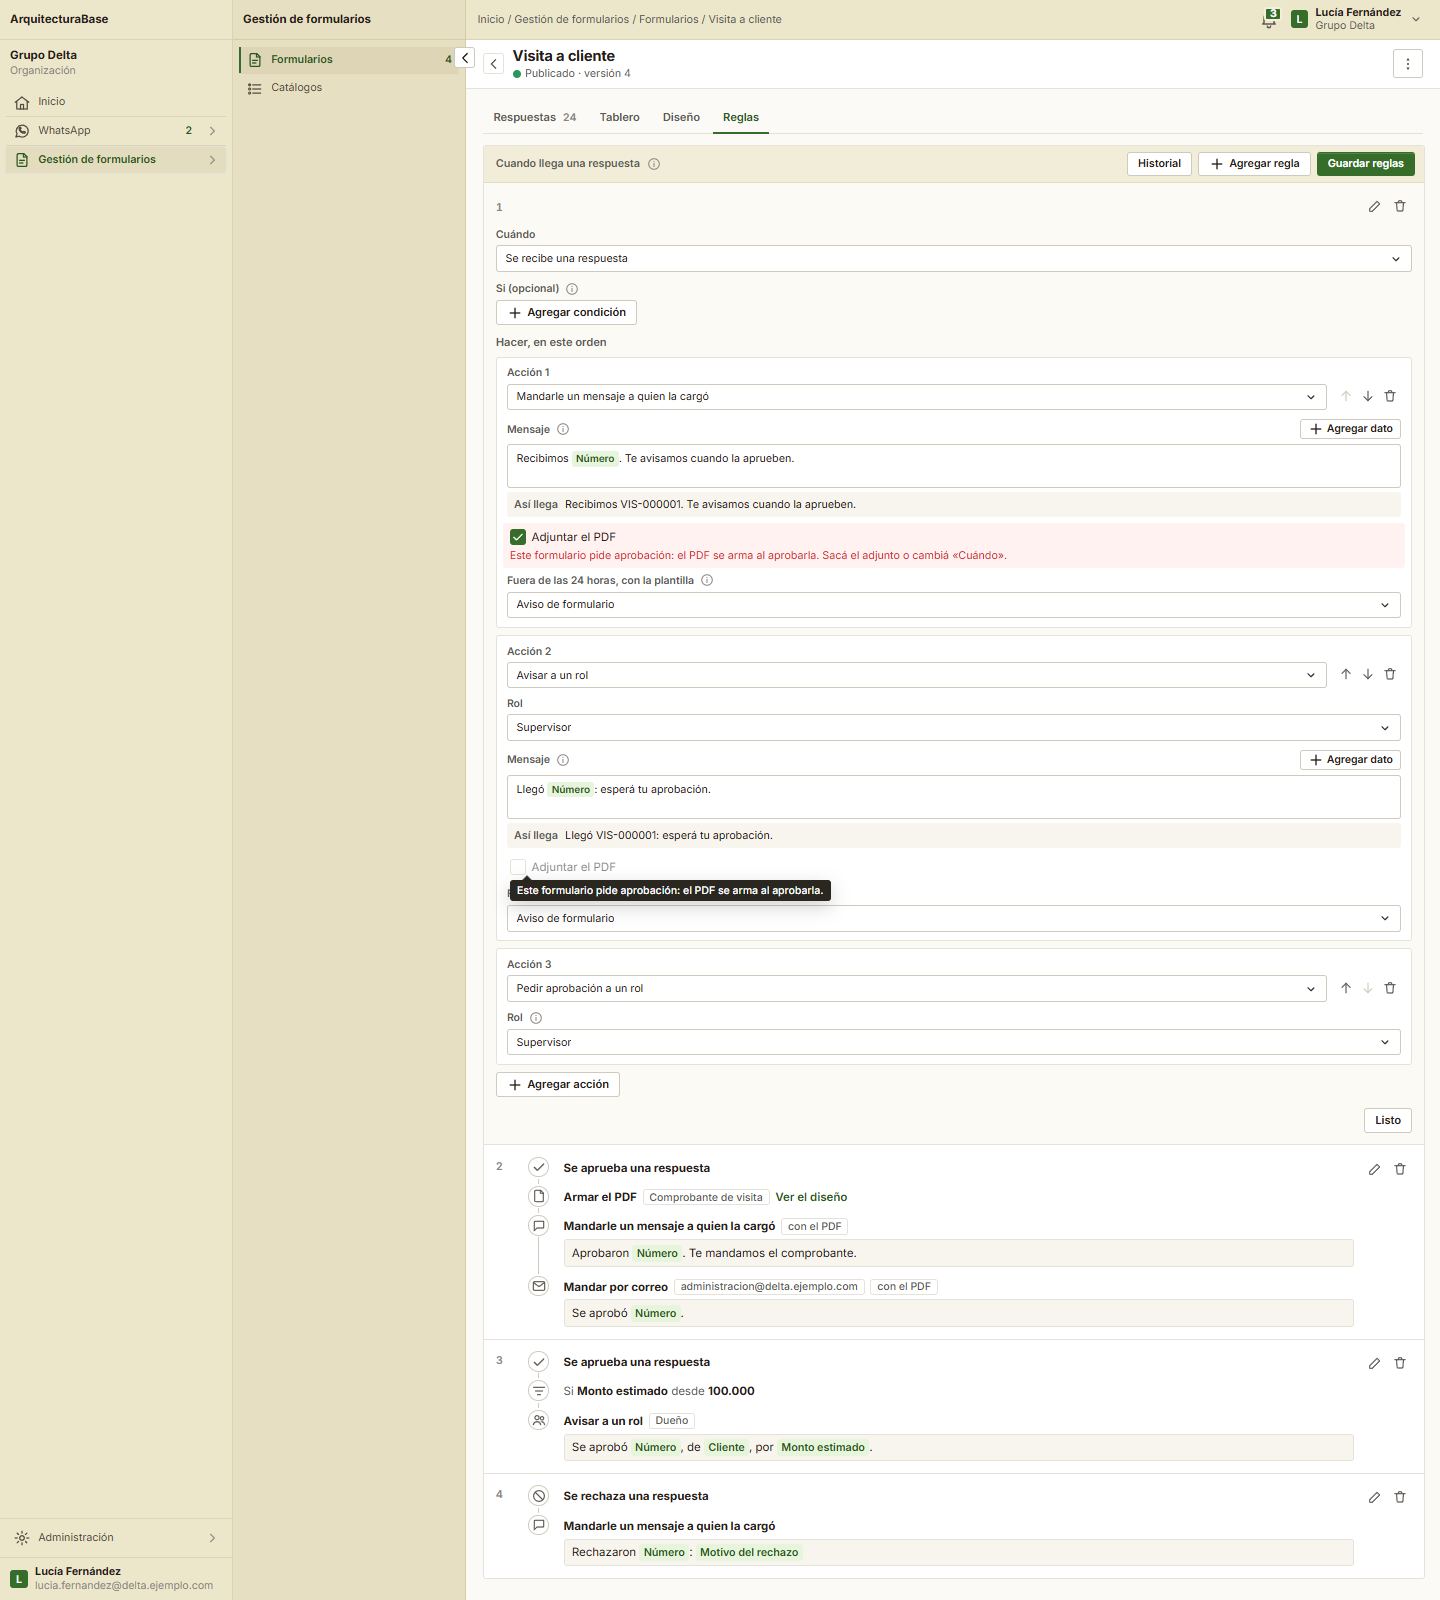 ArquitecturaBase
Grupo Delta
Organización
Inicio
WhatsApp 2
Gestión de formularios
Administración
L
Lucía Fernández
lucia.fernandez@delta.ejemplo.com
Gestión de formularios
Formularios 4
Catálogos
Inicio / Gestión de formularios / Formularios / Visita a cliente
3
L
Lucía Fernández
Grupo Delta
Visita a cliente
Publicado · versión 4
Respuestas 24 Tablero Diseño Reglas
Cuando llega una respuesta
Historial
Agregar regla
Guardar reglas
1
Cuándo
Se recibe una respuesta
Si (opcional)
Agregar condición
Hacer, en este orden
Acción 1
Mandarle un mensaje a quien la cargó
Mensaje
Agregar dato
Recibimos Número. Te avisamos cuando la aprueben.
Así llega Recibimos VIS-000001. Te avisamos cuando la aprueben.
Adjuntar el PDF
Este formulario pide aprobación: el PDF se arma al aprobarla. Sacá el adjunto o cambiá «Cuándo».
Fuera de las 24 horas, con la plantilla
Aviso de formulario
Acción 2
Avisar a un rol
Rol
Supervisor
Mensaje
Agregar dato
Llegó Número: esperá tu aprobación.
Así llega Llegó VIS-000001: esperá tu aprobación.
Adjuntar el PDF
Este formulario pide aprobación: el PDF se arma al aprobarla.
Aviso de formulario
Acción 3
Pedir aprobación a un rol
Rol
Supervisor
Agregar acción
Listo
2
Se aprueba una respuesta
Armar el PDF Comprobante de visita Ver el diseño
Mandarle un mensaje a quien la cargó con el PDF
Aprobaron Número. Te mandamos el comprobante.
Mandar por correo administracion@delta.ejemplo.com con el PDF
Se aprobó Número.
3
Se aprueba una respuesta
Si Monto estimado desde 100.000
Avisar a un rol Dueño
Se aprobó Número, de Cliente, por Monto estimado.
4
Se rechaza una respuesta
Mandarle un mensaje a quien la cargó
Rechazaron Número: Motivo del rechazo